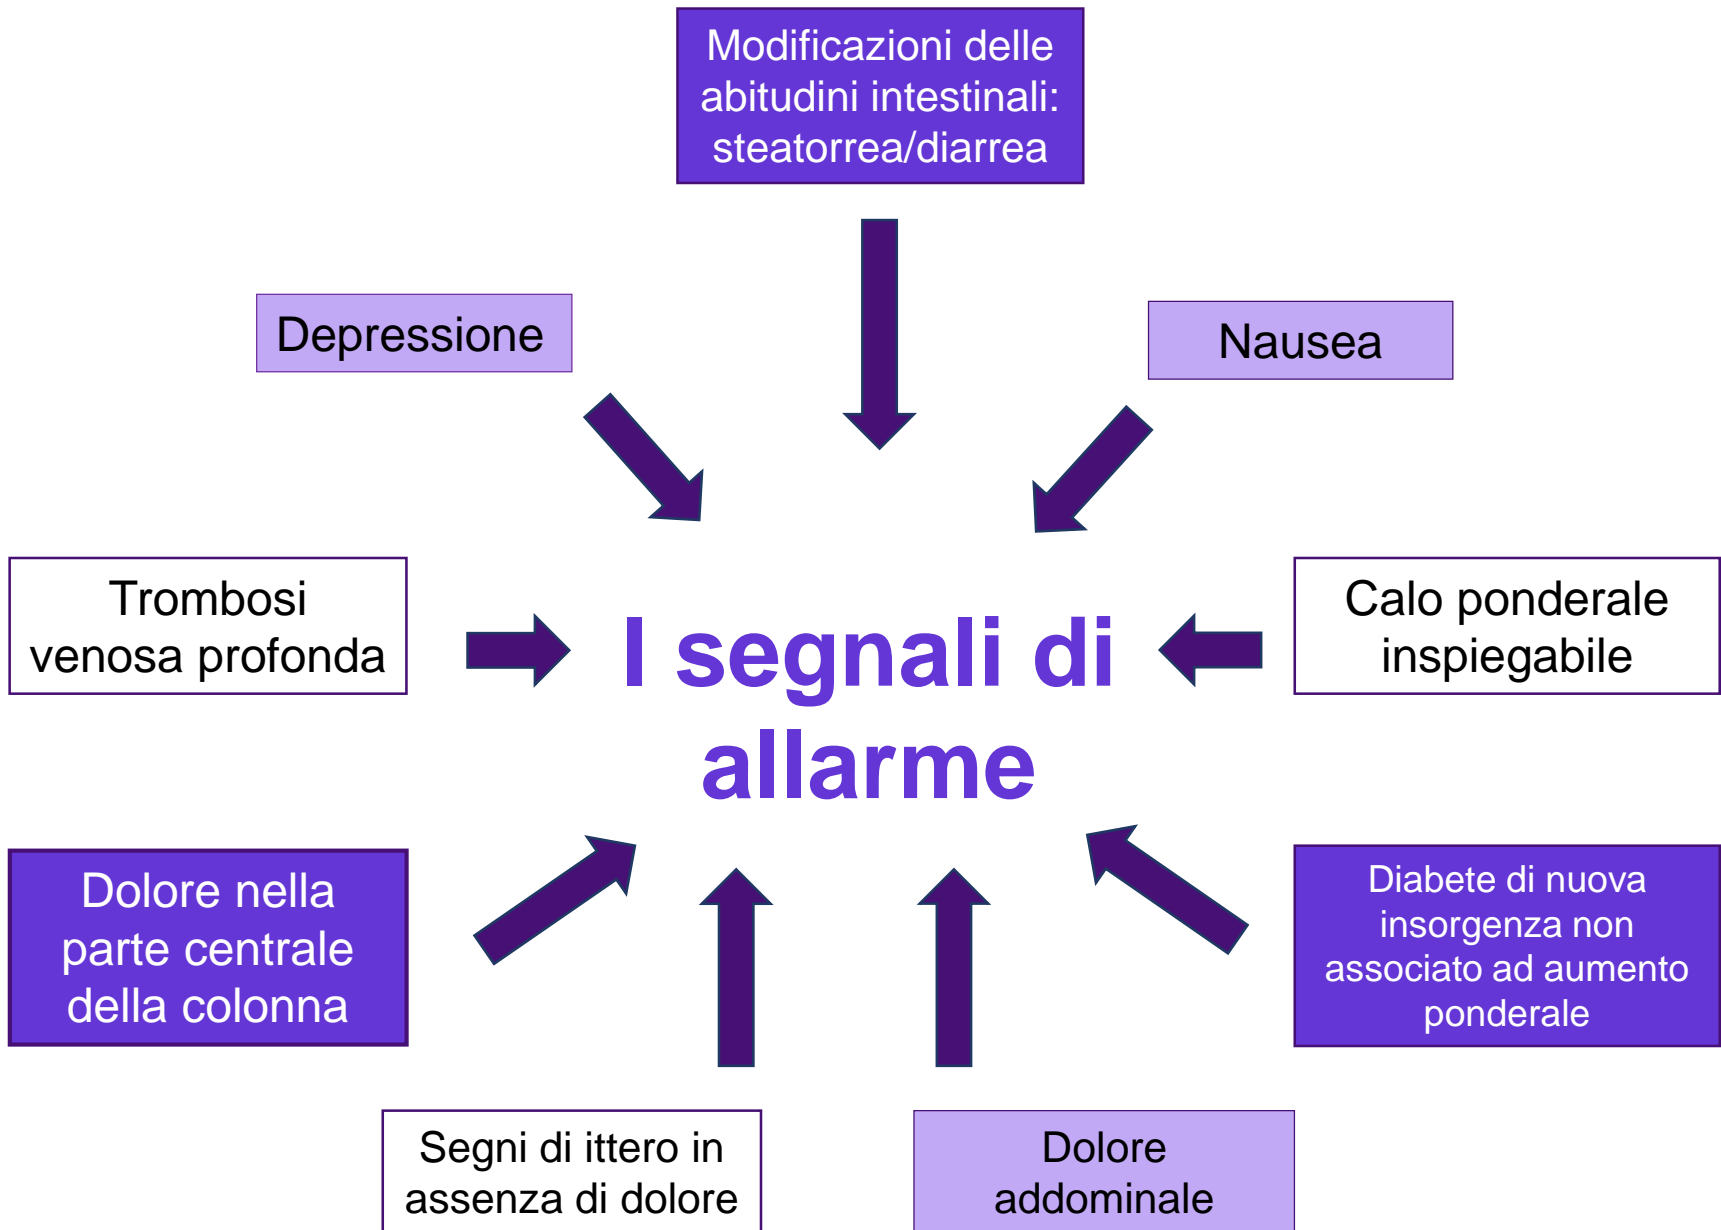 Modificazioni delle
abitudini intestinali:
steatorrea/diarrea
Depressione
Nausea
Trombosi
venosa profonda
I segnali di
allarme
Calo ponderale
inspiegabile
Dolore nella
parte centrale
della colonna
Diabete di nuova
insorgenza non
associato ad aumento
ponderale
Segni di ittero in
assenza di dolore
Dolore
addominale